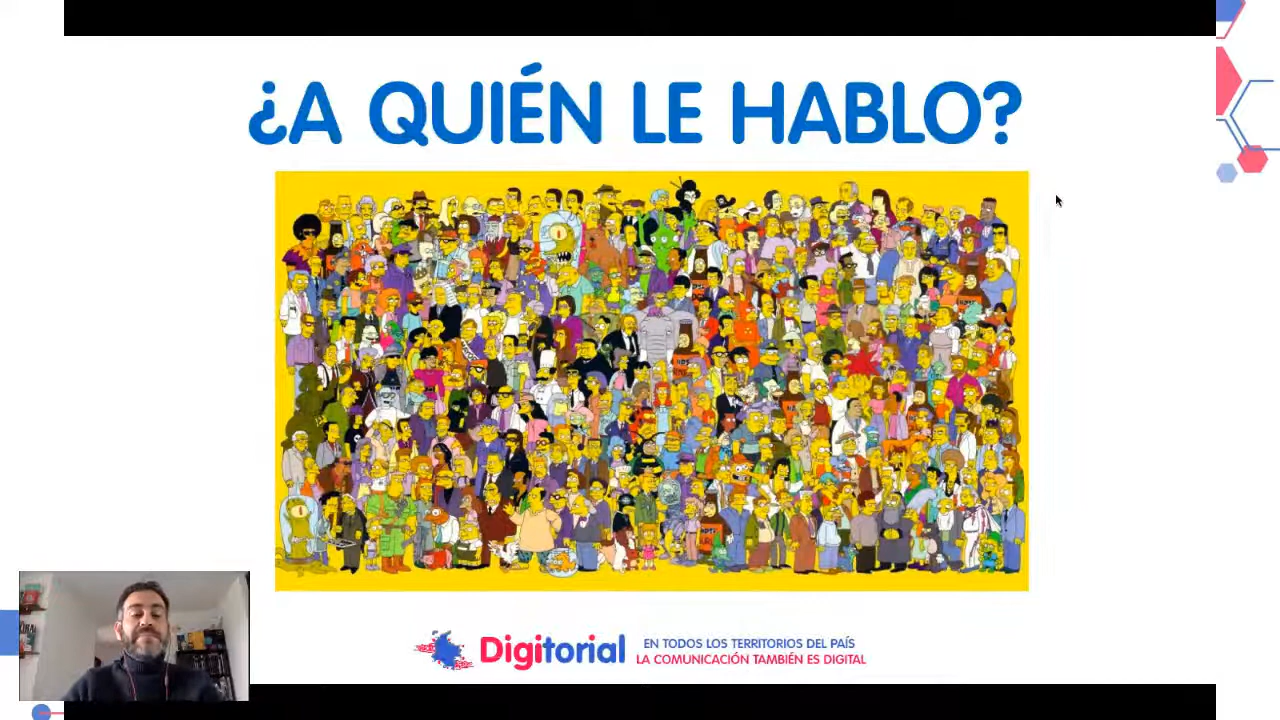 ¿A QUIÉN LE HABLO?
Digitorial
EN TODOS LOS TERRITORIOS DEL PAÍS
LA COMUNICACIÓN TAMBIÉN ES DIGITAL